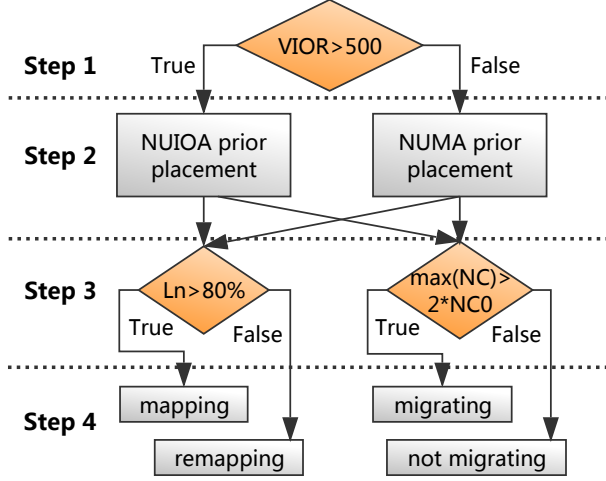 VIOR>500
Step 1
True
False
Step 2
NUIOA prior
placement
NUMA prior
placement
Step 3
Ln>80%
max(NC)>
2*NC0
True
False
True
False
Step 4
mapping
migrating
remapping
not migrating